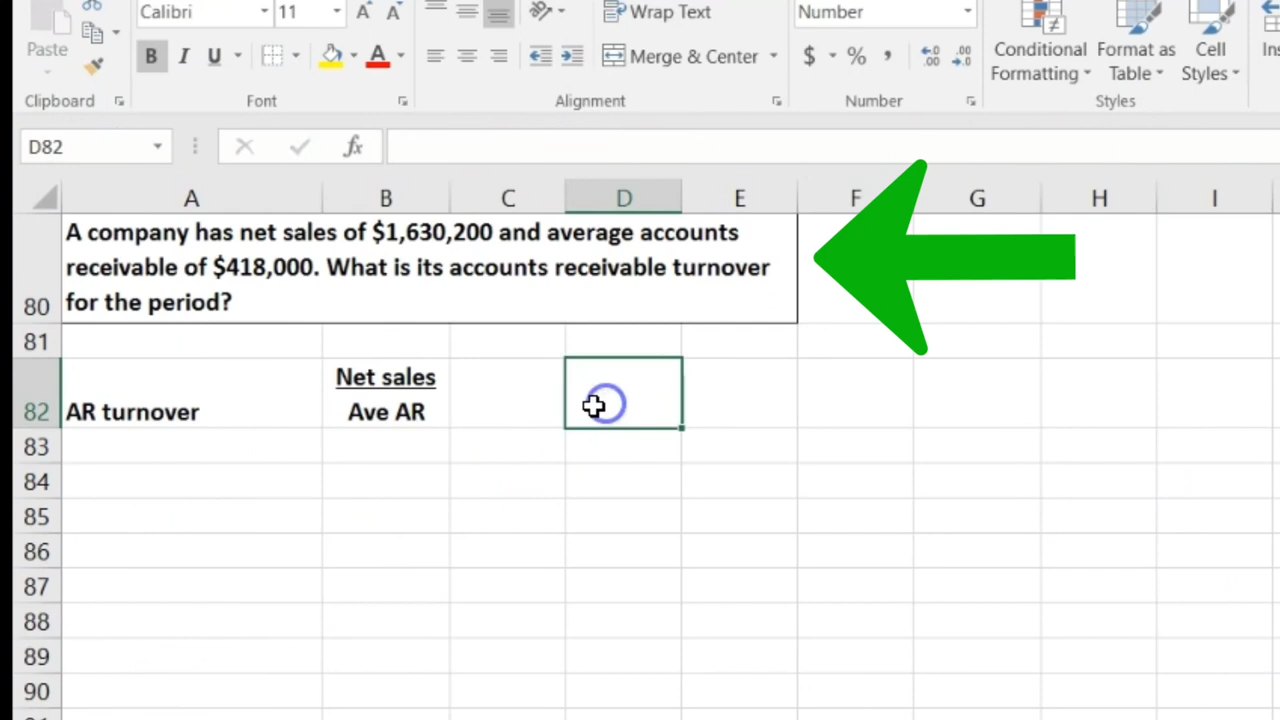 Calibri
11
A
A
Wrap Text
Number
Paste
B I U
A
Merge & Center
$ % ,
Conditional
Formatting
Format as
Table
Cell
Styles
Clipboard
Font
Alignment
Number
Styles
D82
fx
A B C D E F G H I
A company has net sales of $1,630,200 and average accounts
receivable of $418,000. What is its accounts receivable turnover
80 for the period?
81
Net sales
82 AR turnover Ave AR
83
84
85
86
87
88
89
90